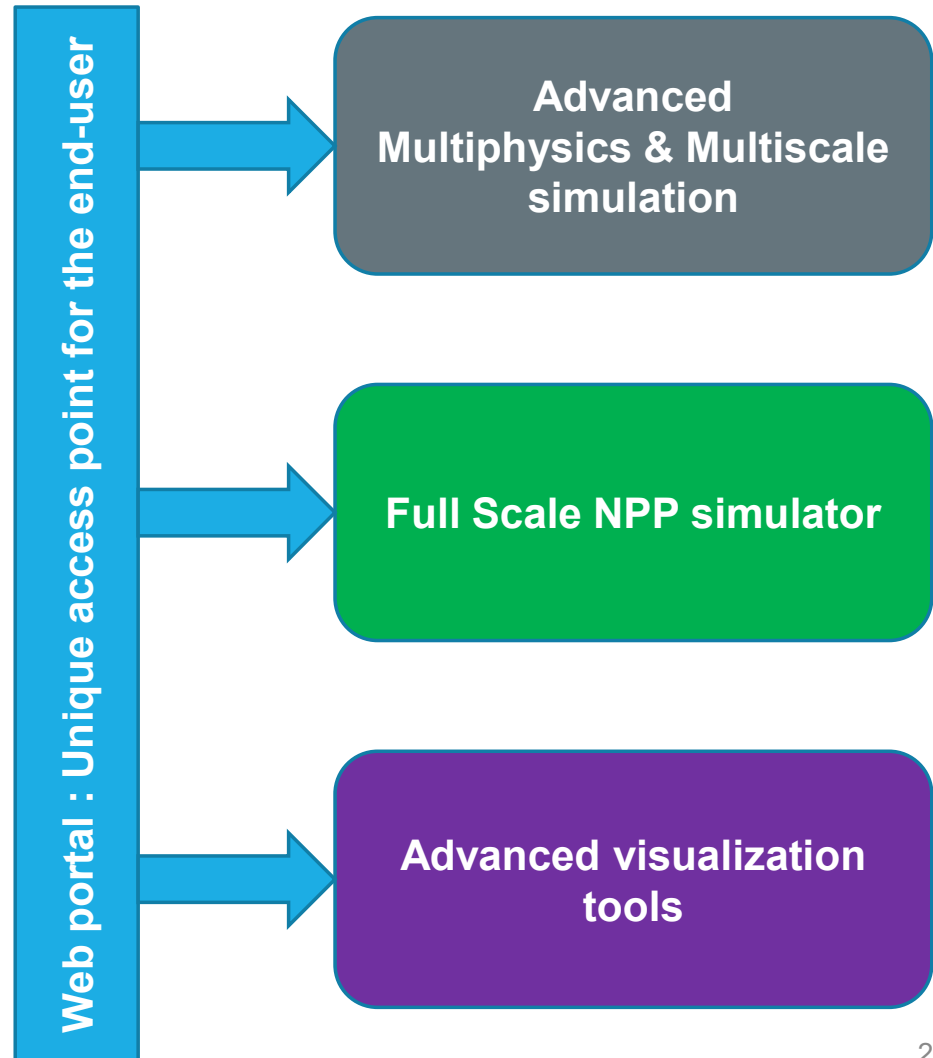 Web portal : Unique access point for the end-user
Advanced
Multiphysics & Multiscale
simulation
Full Scale NPP simulator
Advanced visualization
tools
2